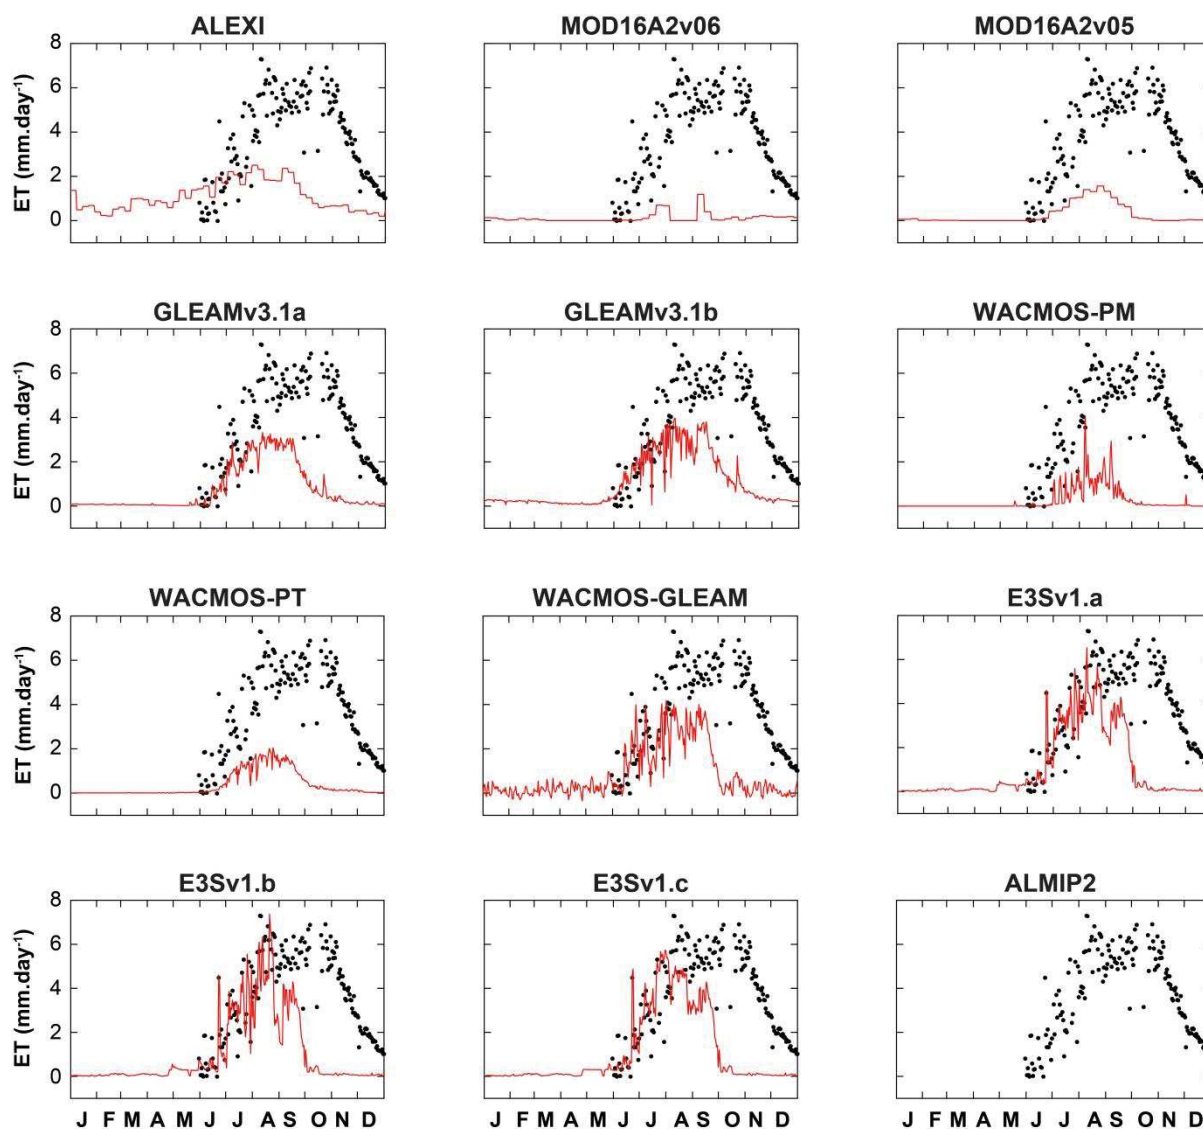 ALEXI MOD16A2v06 MOD16A2v05
8
6
4
2
0
ET (mm.day-1)
GLEAMv3.1a GLEAMv3.1b WACMOS-PM
8
6
4
2
0
ET (mm.day-1)
WACMOS-PT WACMOS-GLEAM E3Sv1.a
8
6
4
2
0
ET (mm.day-1)
E3Sv1.b E3Sv1.c ALMIP2
8
6
4
2
0
ET (mm.day-1)
J F M A M J J A S O N D J F M A M J J A S O N D J F M A M J J A S O N D